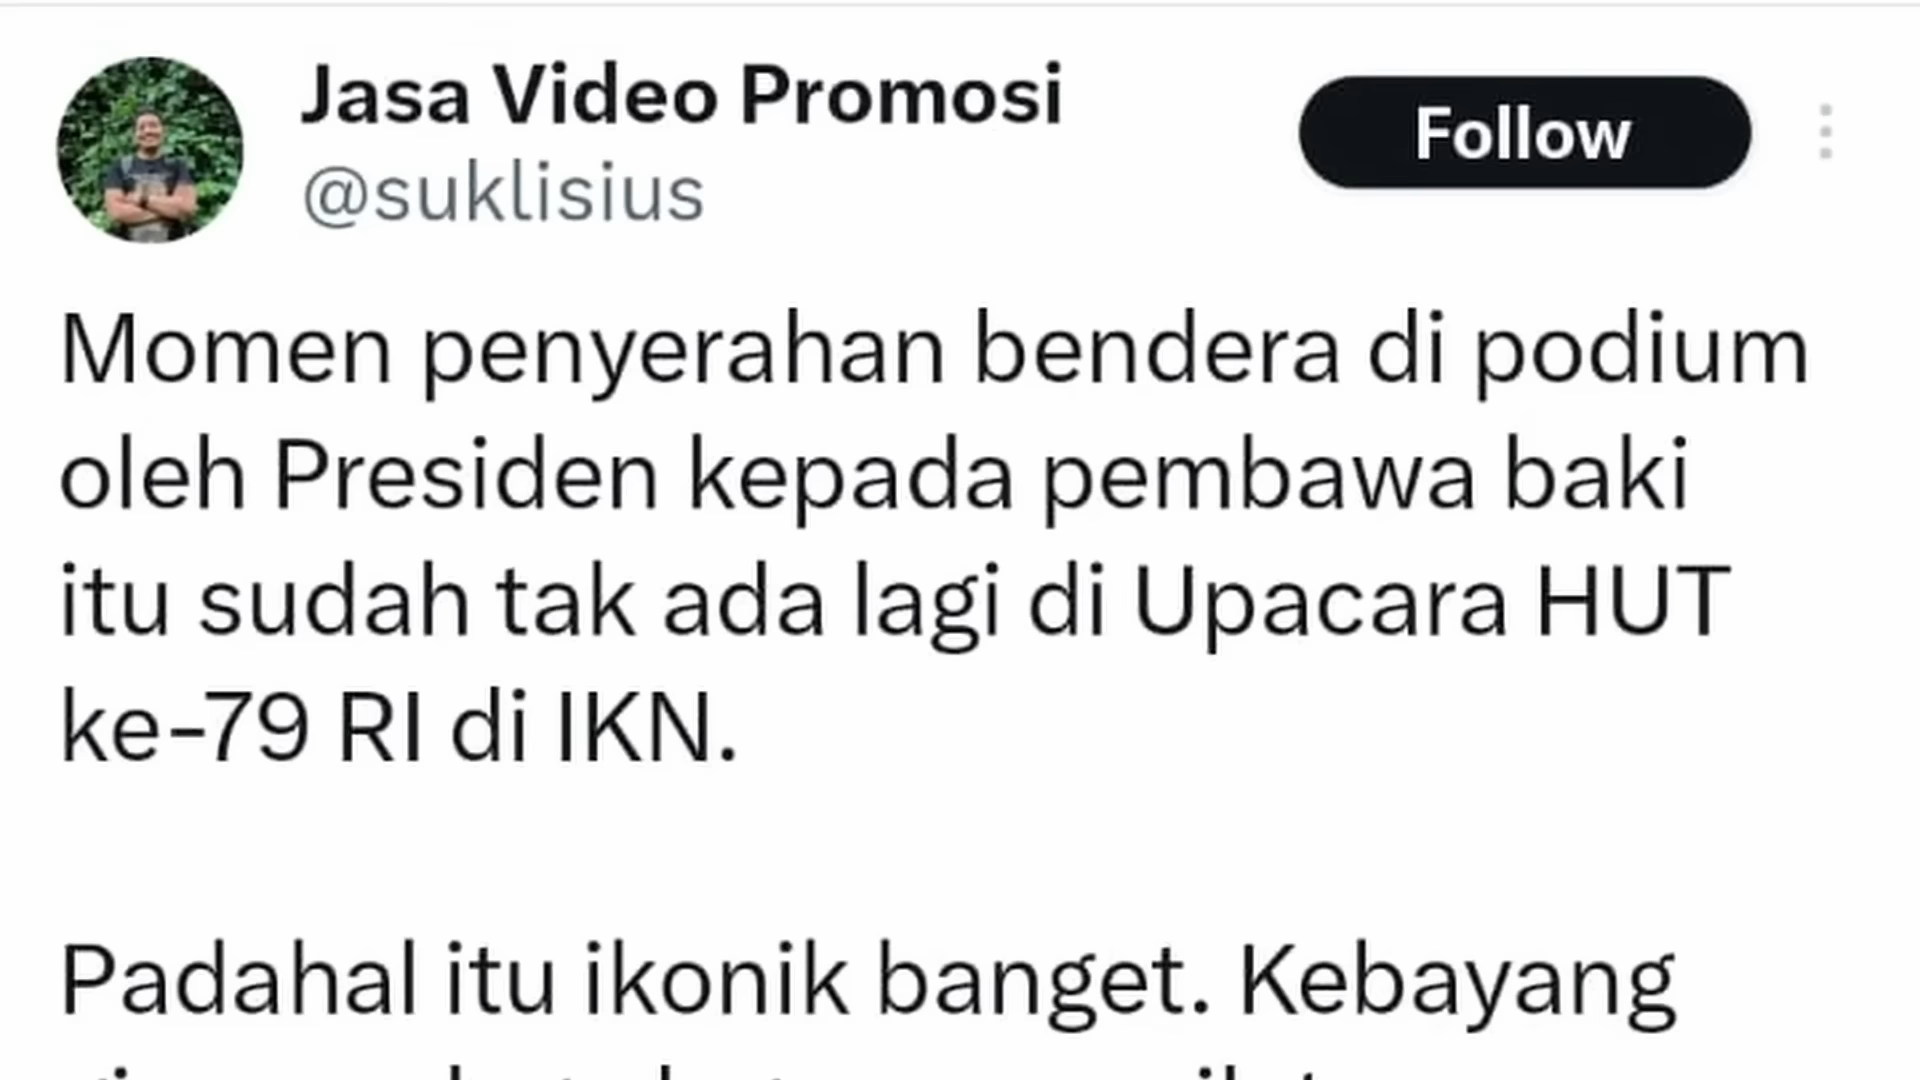 Jasa Video Promosi
@suklisius
Follow
Momen penyerahan bendera di podium
oleh Presiden kepada pembawa baki
itu sudah tak ada lagi di Upacara HUT
ke-79 RI di IKN.
Padahal itu ikonik banget. Kebayang